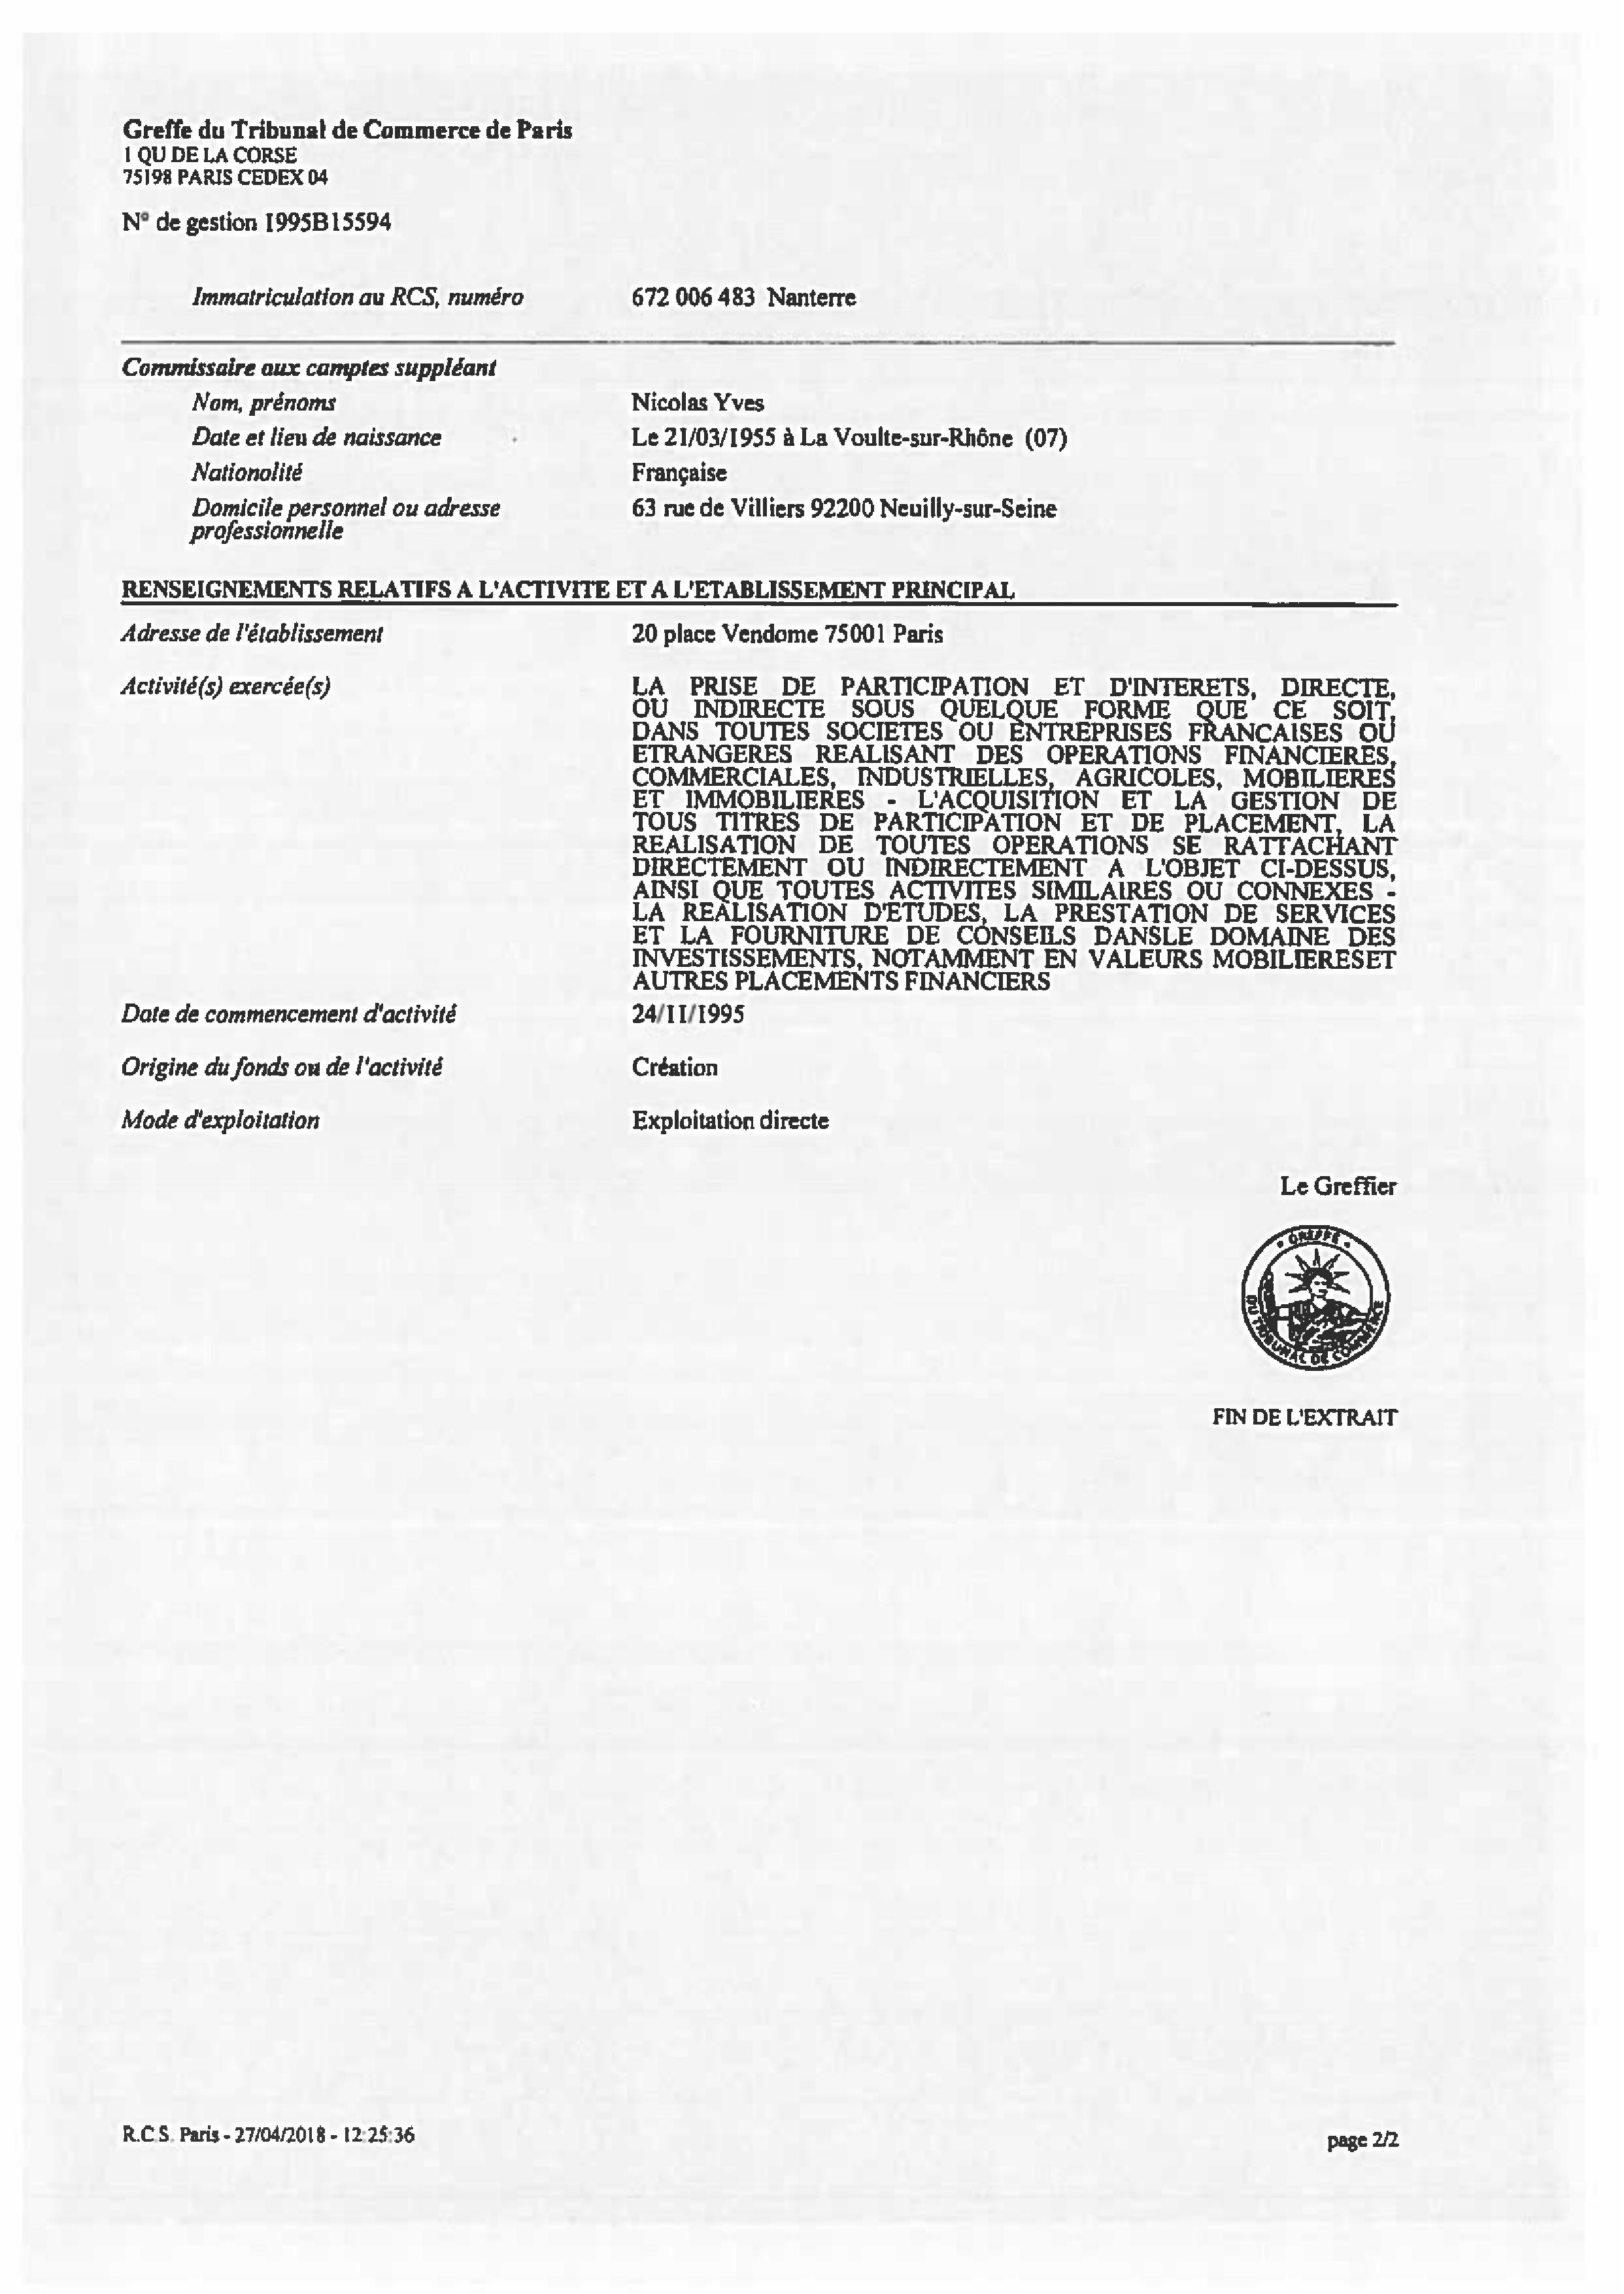 Greffe du Tribunal de Commerce de Paris
1 QU DE LA CORSE
75198 PARIS CEDEX 04
N° de gestion 1995B15594
Immatriculation au RCS, numéro 672 006 483 Nanterre
Commissaire aux comptes suppléant
Nom, prénoms Nicolas Yves
Date et lieu de naissance Le 21/03/1955 à La Voulte-sur-Rhône (07)
Nationalité Française
Domicile personnel ou adresse 63 rue de Villiers 92200 Neuilly-sur-Seine
professionnelle
RENSEIGNEMENTS RELATIFS A L'ACTIVITE ET A L'ETABLISSEMENT PRINCIPAL
Adresse de l'établissement 20 place Vendome 75001 Paris
Activité(s) exercée(s) LA PRISE DE PARTICIPATION ET D'INTERETS, DIRECTE,
OU INDIRECTE SOUS QUELQUE FORME QUE CE SOIT,
DANS TOUTES SOCIETES OU ENTREPRISES FRANCAISES OU
ETRANGERES REALISANT DES OPERATIONS FINANCIERES,
COMMERCIALES, INDUSTRIELLES, AGRICOLES, MOBILIERES
ET IMMOBILIERES - L'ACQUISITION ET LA GESTION DE
TOUS TITRES DE PARTICIPATION ET DE PLACEMENT, LA
REALISATION DE TOUTES OPERATIONS SE RATTACHANT
DIRECTEMENT OU INDIRECTEMENT A L'OBJET CI-DESSUS,
AINSI QUE TOUTES ACTIVITES SIMILAIRES OU CONNEXES -
LA REALISATION D'ETUDES, LA PRESTATION DE SERVICES
ET LA FOURNITURE DE CONSEILS DANSLE DOMAINE DES
INVESTISSEMENTS, NOTAMMENT EN VALEURS MOBILIERESET
AUTRES PLACEMENTS FINANCIERS
Date de commencement d'activité 24/11/1995
Origine du fonds ou de l'activité Création
Mode d'exploitation Exploitation directe
Le Greffier
• GREFFE •
DU TRIBUNAL DE COMMERCE
FIN DE L'EXTRAIT
R.C.S. Paris - 27/04/2018 - 12:25:36
page 2/2